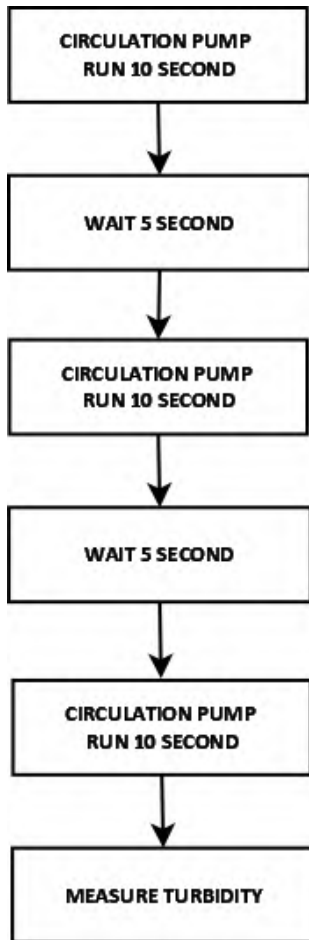 CIRCULATION PUMP
RUN 10 SECOND
WAIT 5 SECOND
CIRCULATION PUMP
RUN 10 SECOND
WAIT 5 SECOND
CIRCULATION PUMP
RUN 10 SECOND
MEASURE TURBIDITY